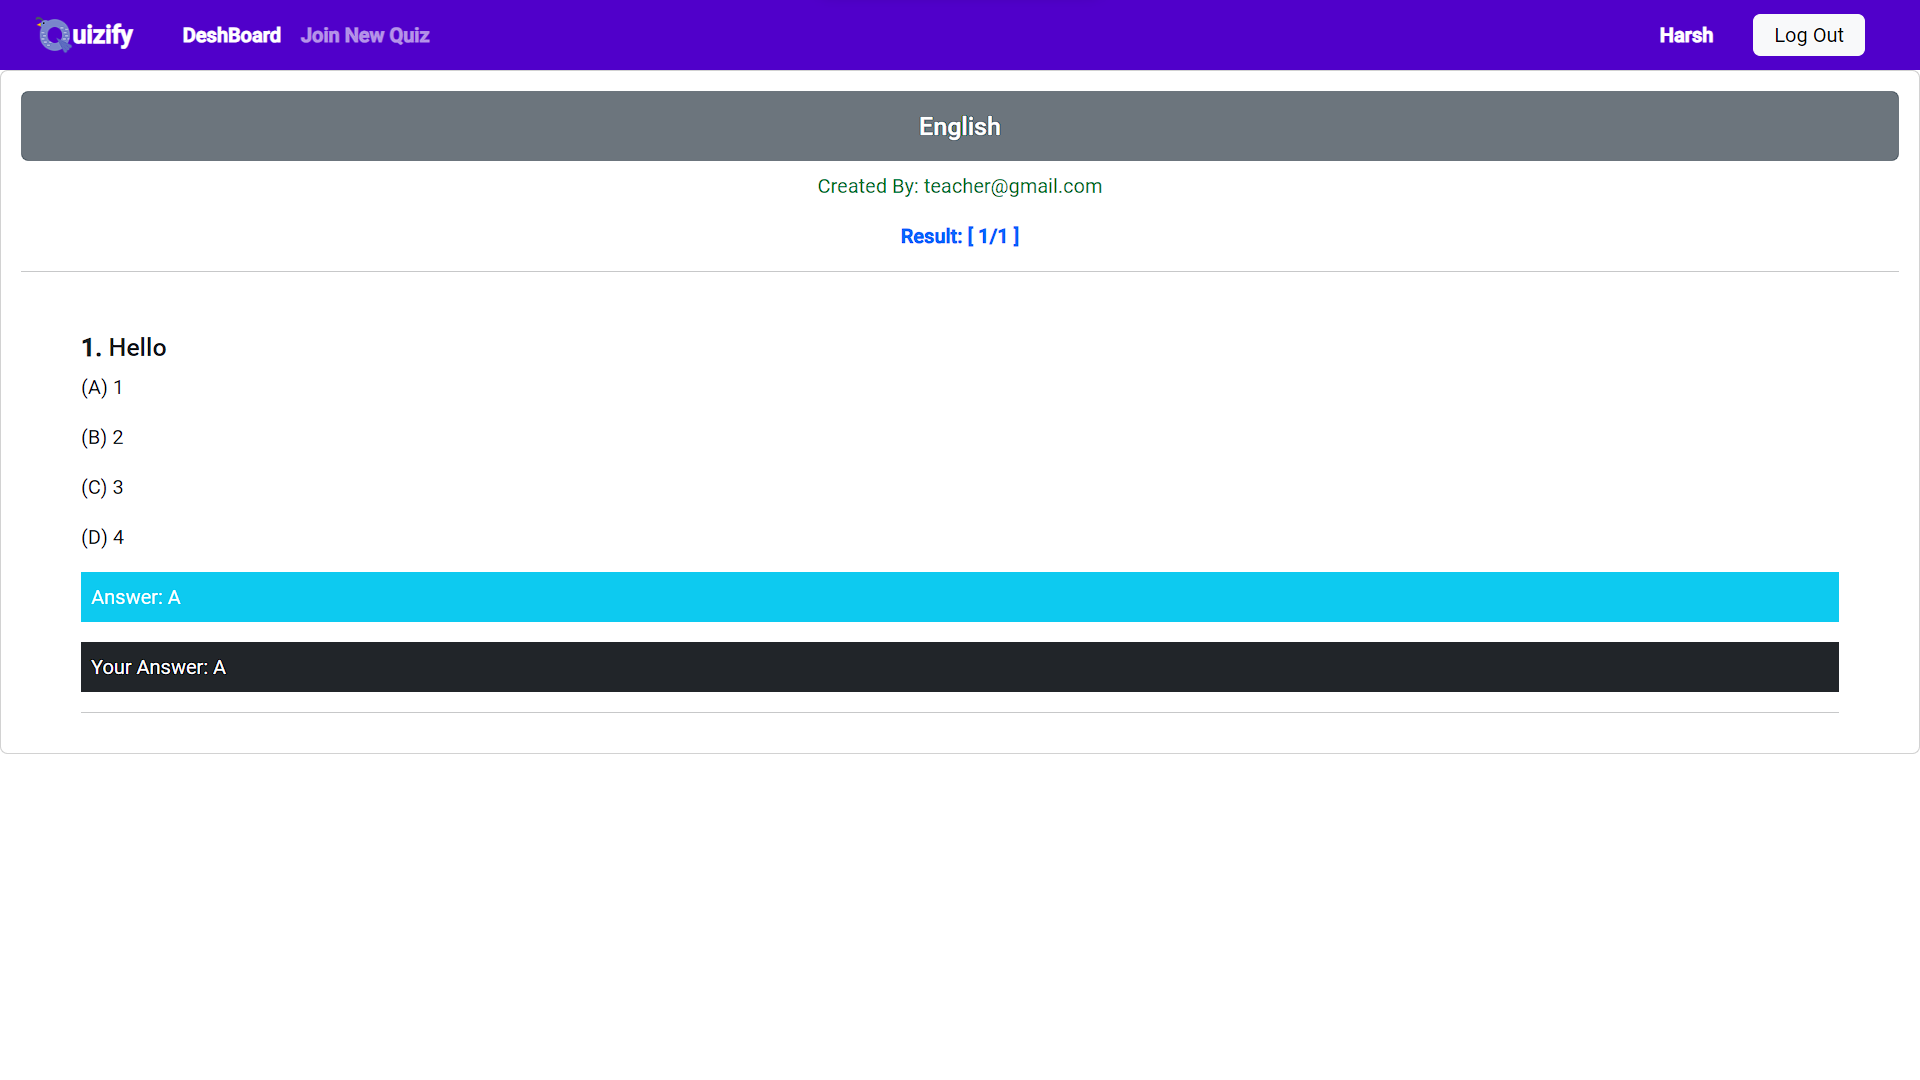 Quizify DeshBoard Join New Quiz Harsh Log Out
English
Created By: teacher@gmail.com
Result: [ 1/1 ]
1. Hello
(A) 1
(B) 2
(C) 3
(D) 4
Answer: A
Your Answer: A